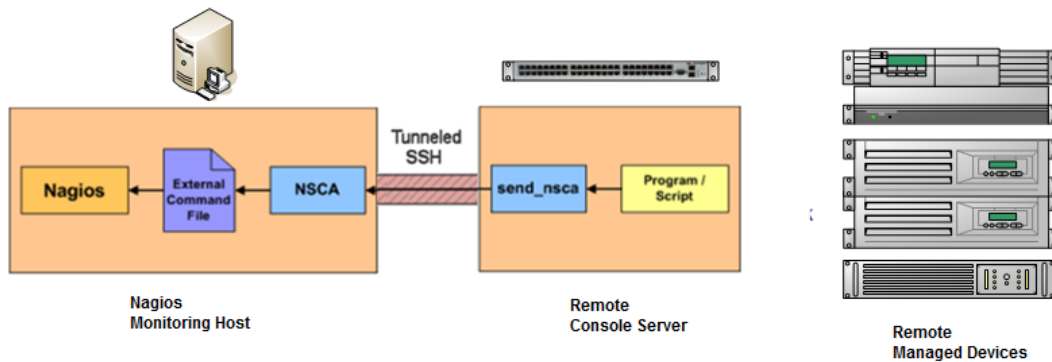 Tunneled
SSH
Nagios
External
Command
File
NSCA
send_nsca
Program /
Script
Nagios
Monitoring Host
Remote
Console Server
Remote
Managed Devices